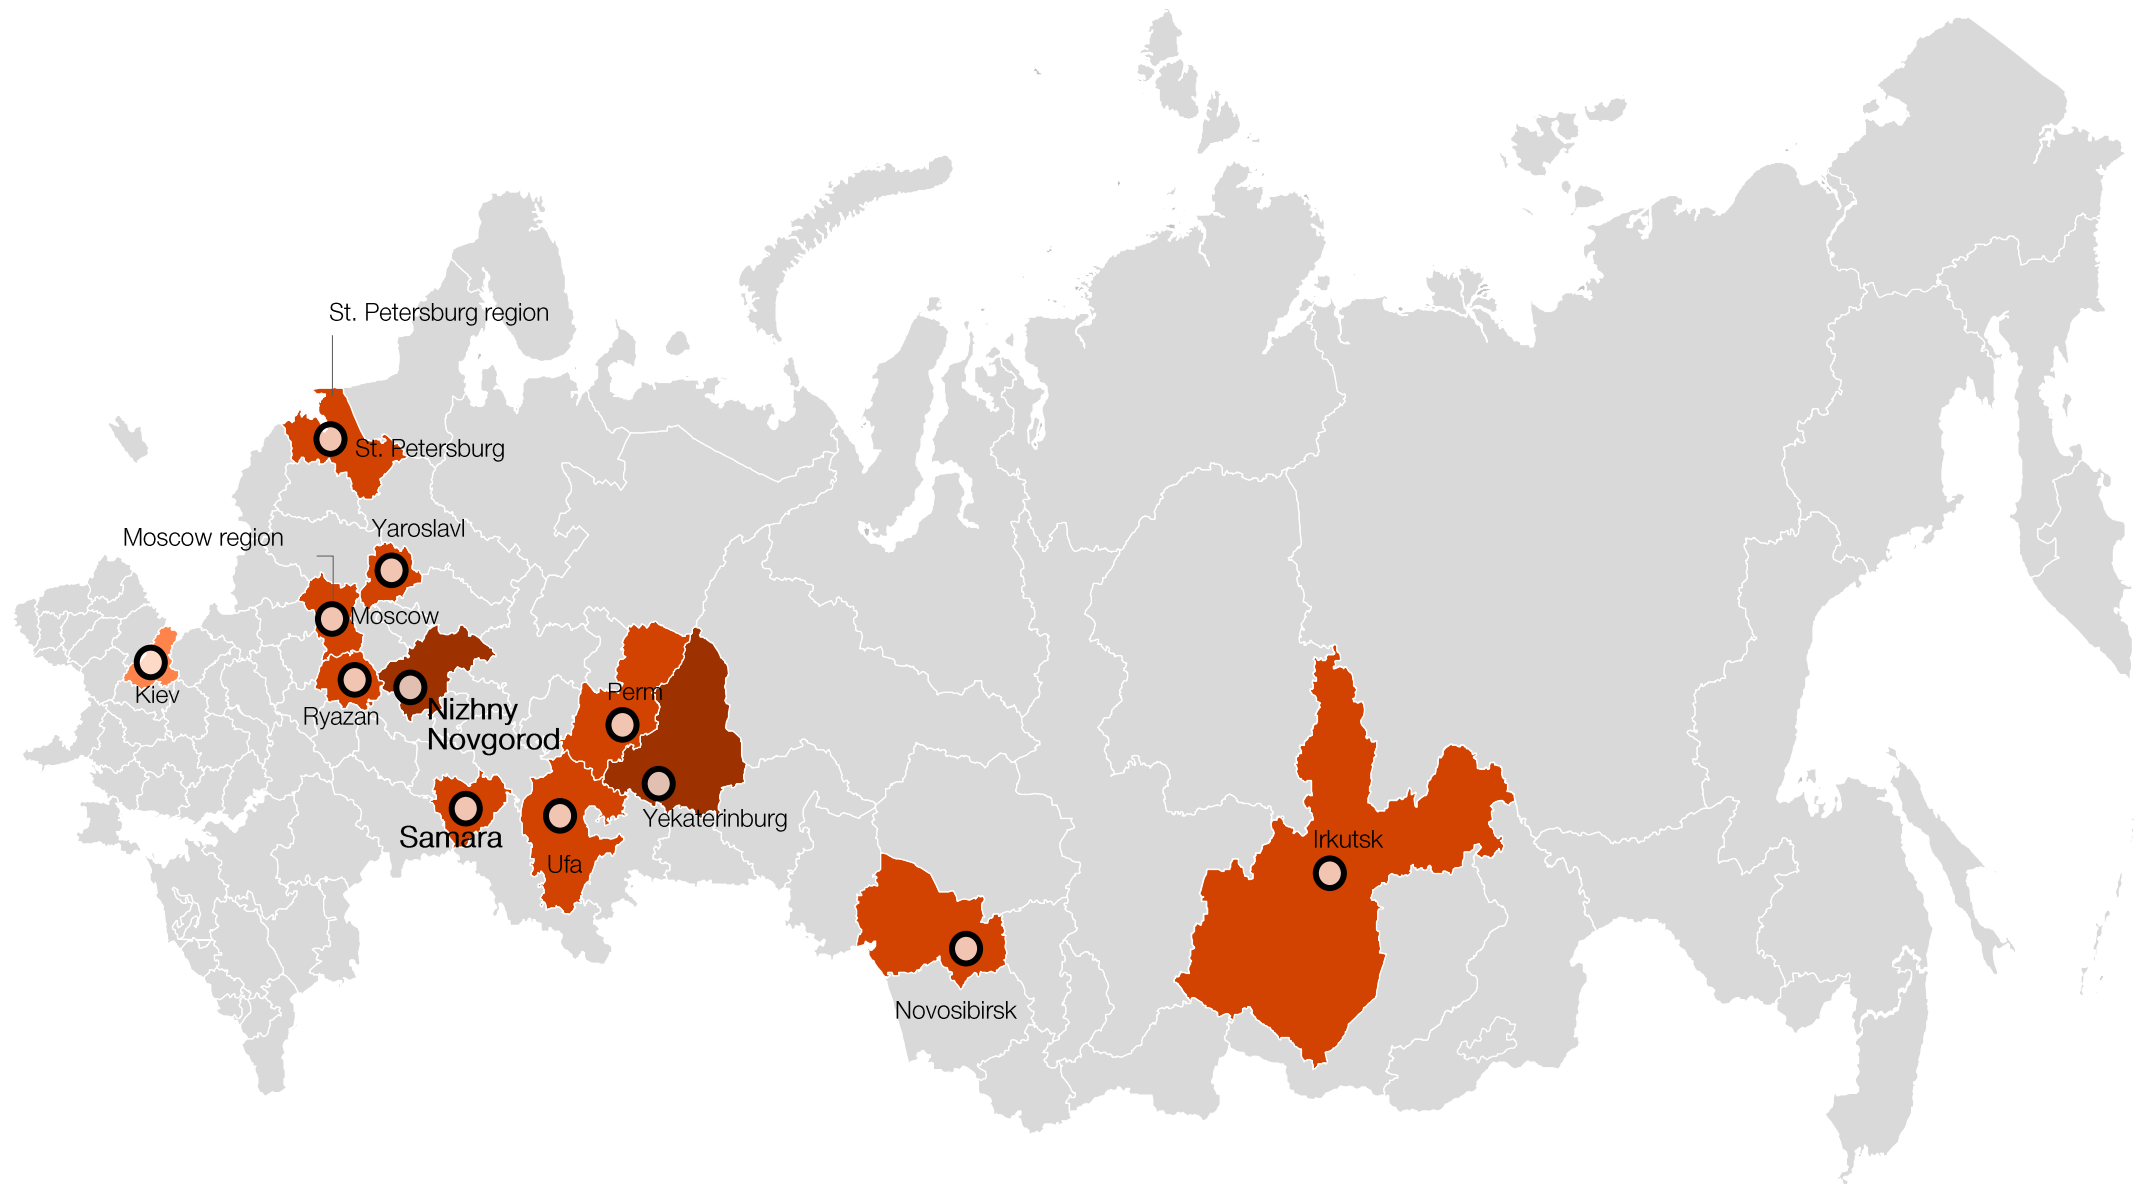 St. Petersburg region
St. Petersburg
Yaroslavl
Moscow region
Moscow
Kiev
Perm
Ryazan
Nizhny
Novgorod
Yekaterinburg
Samara
Irkutsk
Ufa
Novosibirsk